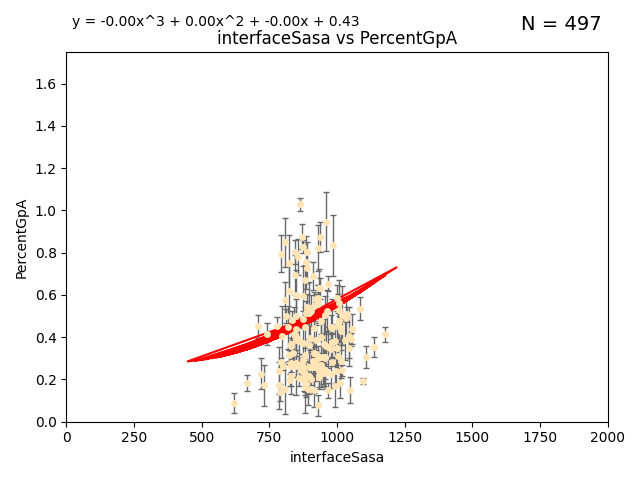 y = -0.00x^3 + 0.00x^2 + -0.00x + 0.43
N = 497
interfaceSasa vs PercentGpA
PercentGpA
1.6
1.4
1.2
1.0
0.8
0.6
0.4
0.2
0.0
0 250 500 750 1000 1250 1500 1750 2000
interfaceSasa